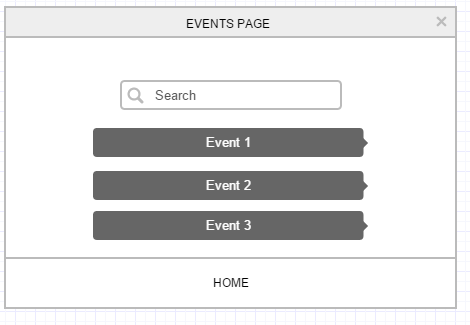 EVENTS PAGE
Search
Event 1
Event 2
Event 3
HOME